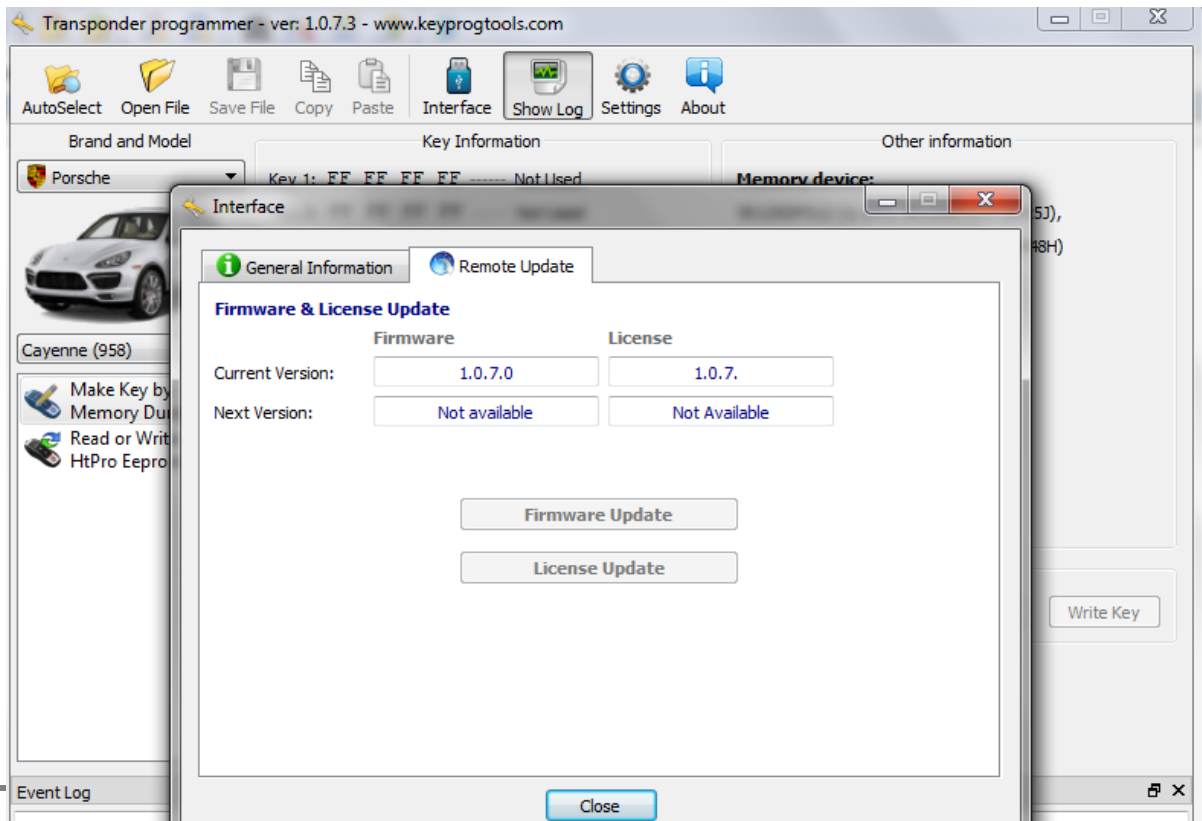 Transponder programmer - ver: 1.0.7.3 - www.keyprogtools.com
AutoSelect Open File Save File Copy Paste Interface Show Log Settings About
Brand and Model
Key Information
Other information
Porsche
Key 1: FF FF FF FF ------ Not Used
Memory device:
5J),
48H)
Cayenne (958)
Make Key by
Memory Du
Read or Writ
HtPro Eepro
Interface
General Information
Remote Update
Firmware & License Update
Firmware License
Current Version: 1.0.7.0 1.0.7.
Next Version: Not available Not Available
Firmware Update
License Update
Write Key
Event Log
Close